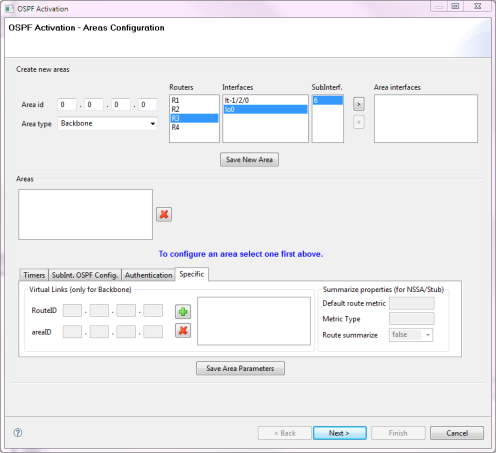 OSPF Activation
OSPF Activation - Areas Configuration
Create new areas
Routers Interfaces SubInterf. Area interfaces
Area id 0 . 0 . 0 . 0
Area type Backbone
R1
R2
R3
R4
lt-1/2/0
lo0
6
>
<
Save New Area
Areas
To configure an area select one first above.
Timers SubInt. OSPF Config. Authentication Specific
Virtual Links (only for Backbone)
RouteID . . .
areaID . . .
Summarize properties (for NSSA/Stub)
Default route metric
Metric Type
Route summarize false
Save Area Parameters
? < Back Next > Finish Cancel